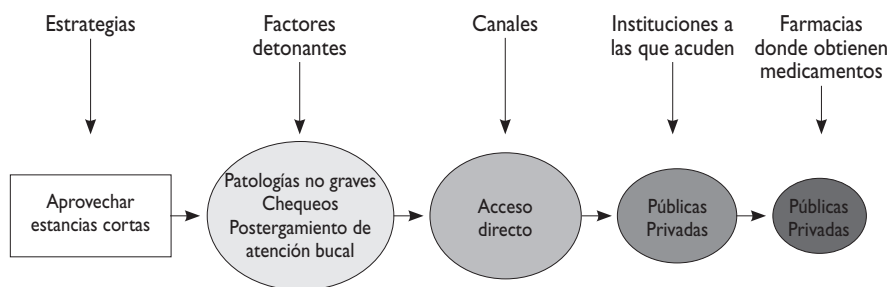 Estrategias
Factores
detonantes
Canales
Instituciones a
las que acuden
Farmacias
donde obtienen
medicamentos
Aprovechar
estancias cortas
Patologías no graves
Chequeos
Postergamiento de
atención bucal
Acceso
directo
Públicas
Privadas
Públicas
Privadas